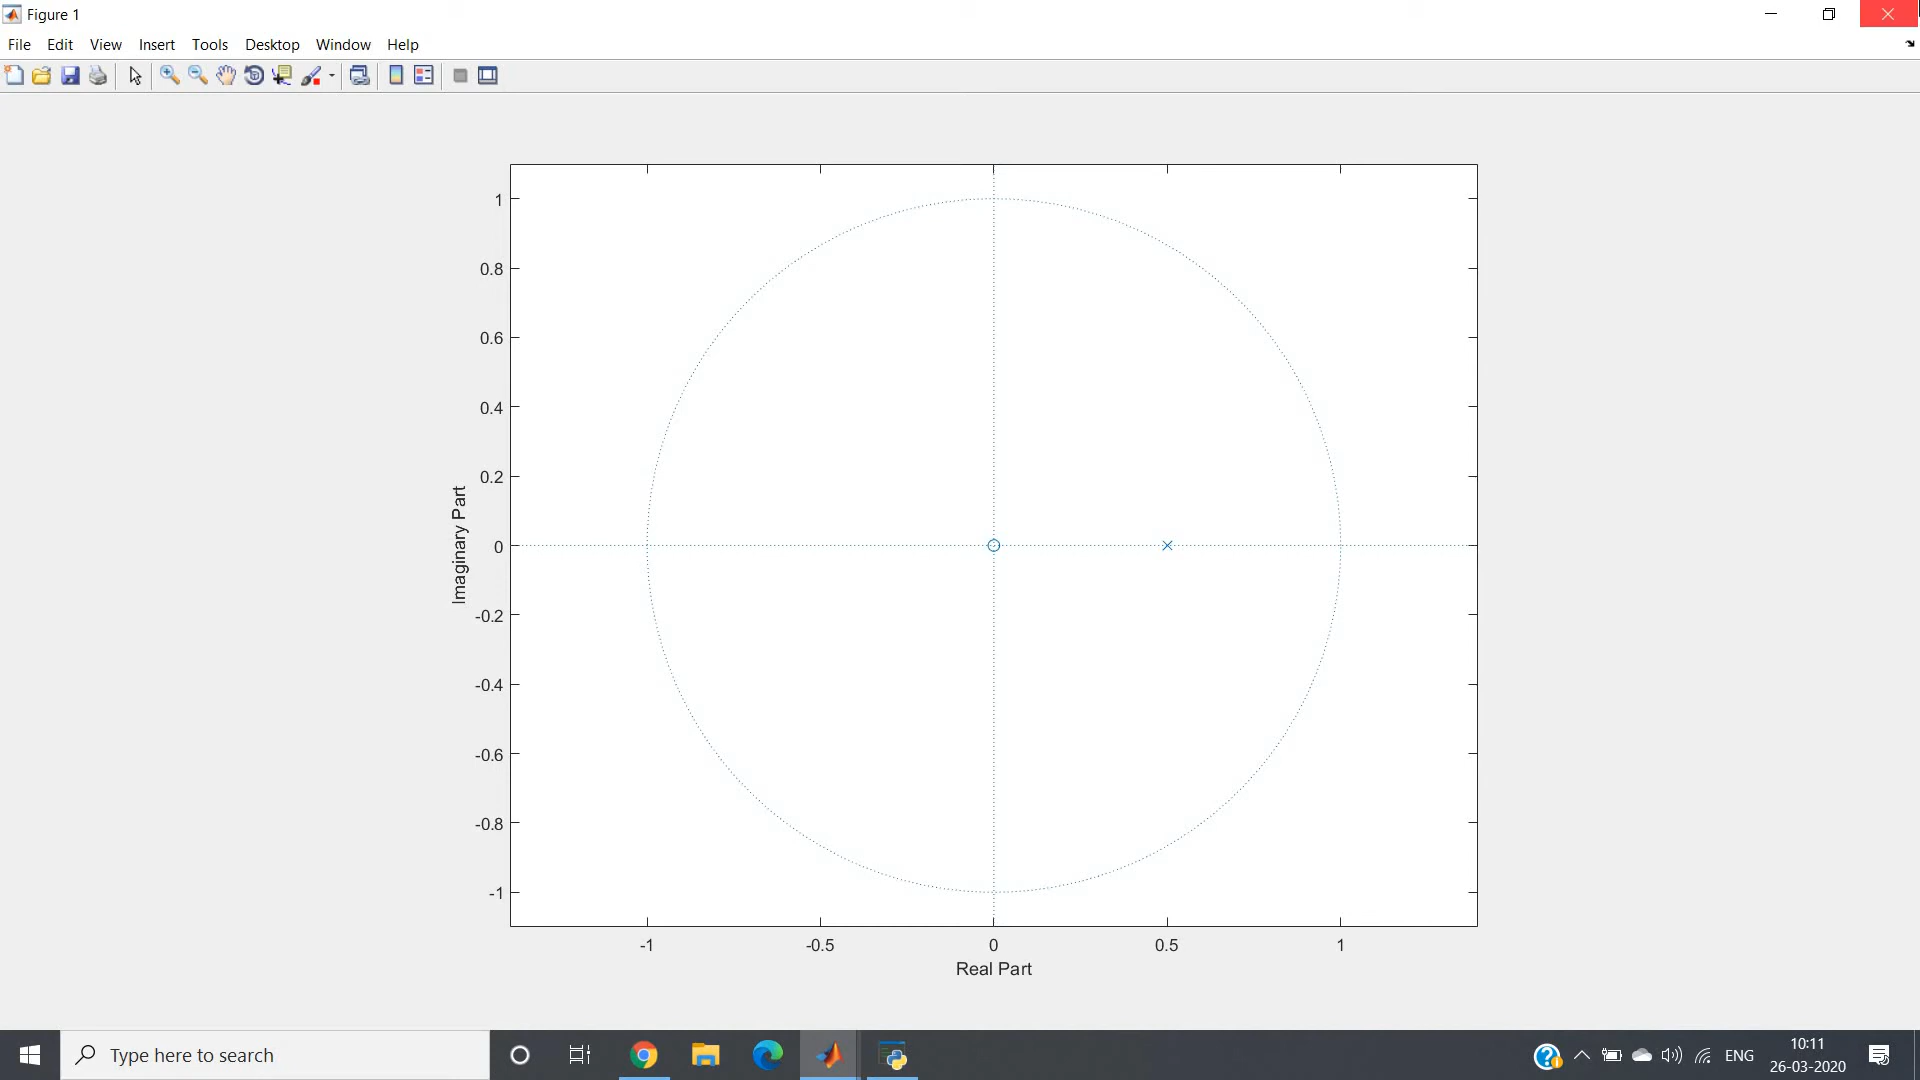 Figure 1
File Edit View Insert Tools Desktop Window Help
1
0.8
0.6
0.4
0.2
0
-0.2
-0.4
-0.6
-0.8
-1
Imaginary Part
-1 -0.5 0 0.5 1
Real Part
Type here to search
ENG
10:11
26-03-2020